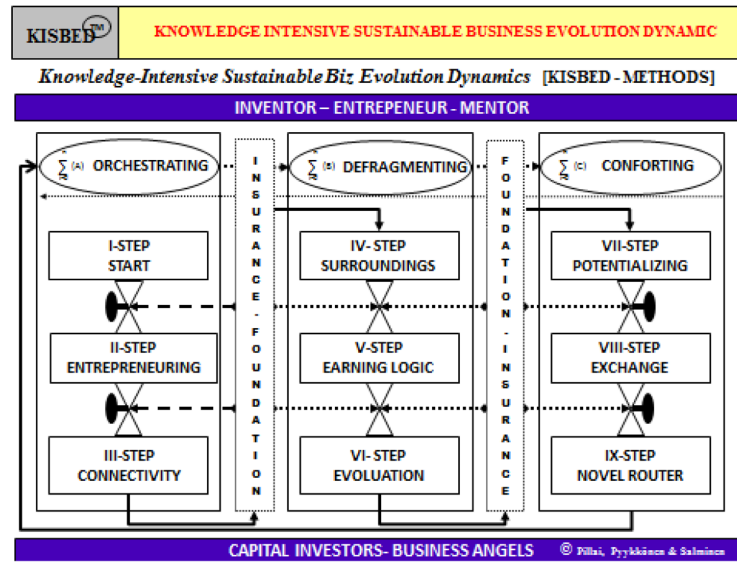 KISBED TM
KNOWLEDGE INTENSIVE SUSTAINABLE BUSINESS EVOLUTION DYNAMIC
Knowledge-Intensive Sustainable Biz Evolution Dynamics [KISBED - METHODS]
INVENTOR – ENTREPENEUR - MENTOR
∑ (A) ORCHESTRATING
∑ (B) DEFRAGMENTING
∑ (C) CONFORTING
INSURANCE-FOUNDATION
FOUNDATION-INSURANCE
I-STEP
START
II-STEP
ENTREPRENEURING
III-STEP
CONNECTIVITY
IV- STEP
SURROUNDINGS
V-STEP
EARNING LOGIC
VI- STEP
EVOLUATION
VII-STEP
POTENTIALIZING
VIII-STEP
EXCHANGE
IX-STEP
NOVEL ROUTER
CAPITAL INVESTORS- BUSINESS ANGELS
© Pillai, Pyykkönen & Salminen